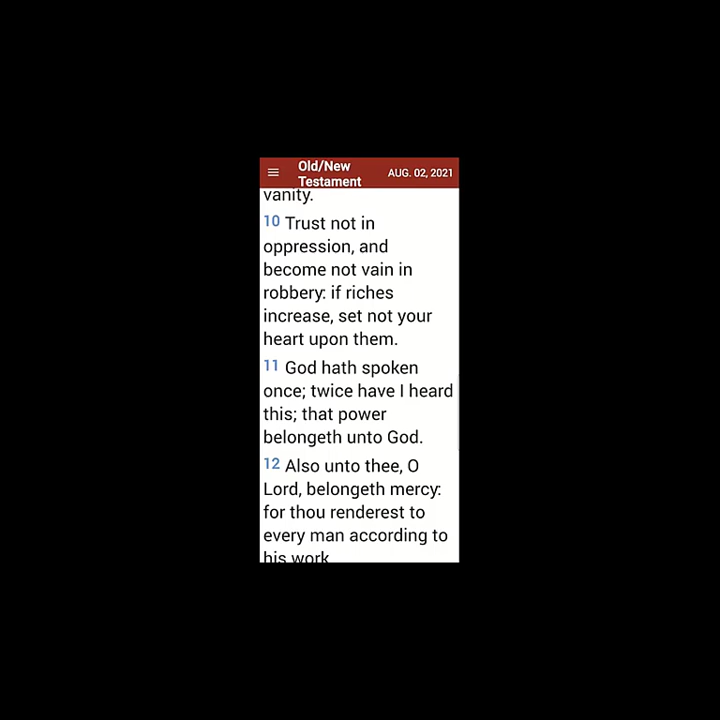 Old/New
Testament
AUG. 02, 2021
vanity.
10 Trust not in
oppression, and
become not vain in
robbery: if riches
increase, set not your
heart upon them.
11 God hath spoken
once; twice have I heard
this; that power
belongeth unto God.
12 Also unto thee, O
Lord, belongeth mercy:
for thou renderest to
every man according to
his work